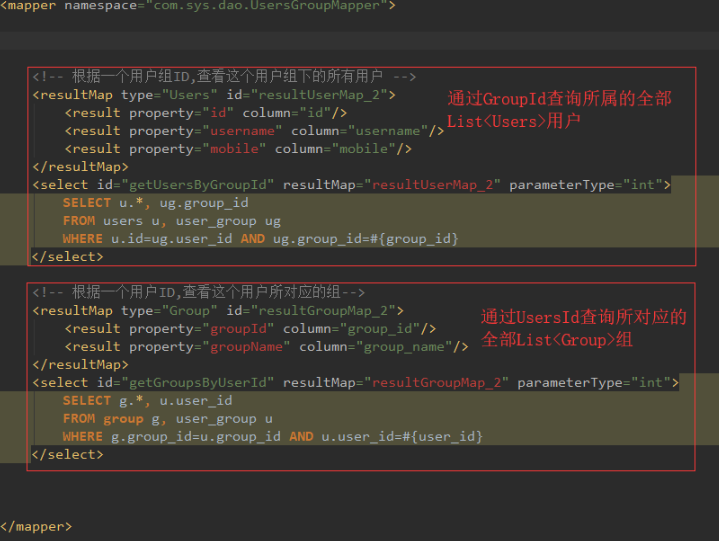 <mapper namespace="com.sys.dao.UsersGroupMapper">
<!-- 根据一个用户组ID,查看这个用户组下的所有用户 -->
<resultMap type="Users" id="resultUserMap_2">
<result property="id" column="id"/>
<result property="username" column="username"/>
<result property="mobile" column="mobile"/>
</resultMap>
通过GroupId查询所属的全部
List<Users>用户
<select id="getUsersByGroupId" resultMap="resultUserMap_2" parameterType="int">
SELECT u.*, ug.group_id
FROM users u, user_group ug
WHERE u.id=ug.user_id AND ug.group_id=#{group_id}
</select>
<!-- 根据一个用户ID,查看这个用户所对应的组-->
<resultMap type="Group" id="resultGroupMap_2">
<result property="groupId" column="group_id"/>
<result property="groupName" column="group_name"/>
</resultMap>
通过UsersId查询所对应的
全部List<Group>组
<select id="getGroupsByUserId" resultMap="resultGroupMap_2" parameterType="int">
SELECT g.*, u.user_id
FROM group g, user_group u
WHERE g.group_id=u.group_id AND u.user_id=#{user_id}
</select>
</mapper>